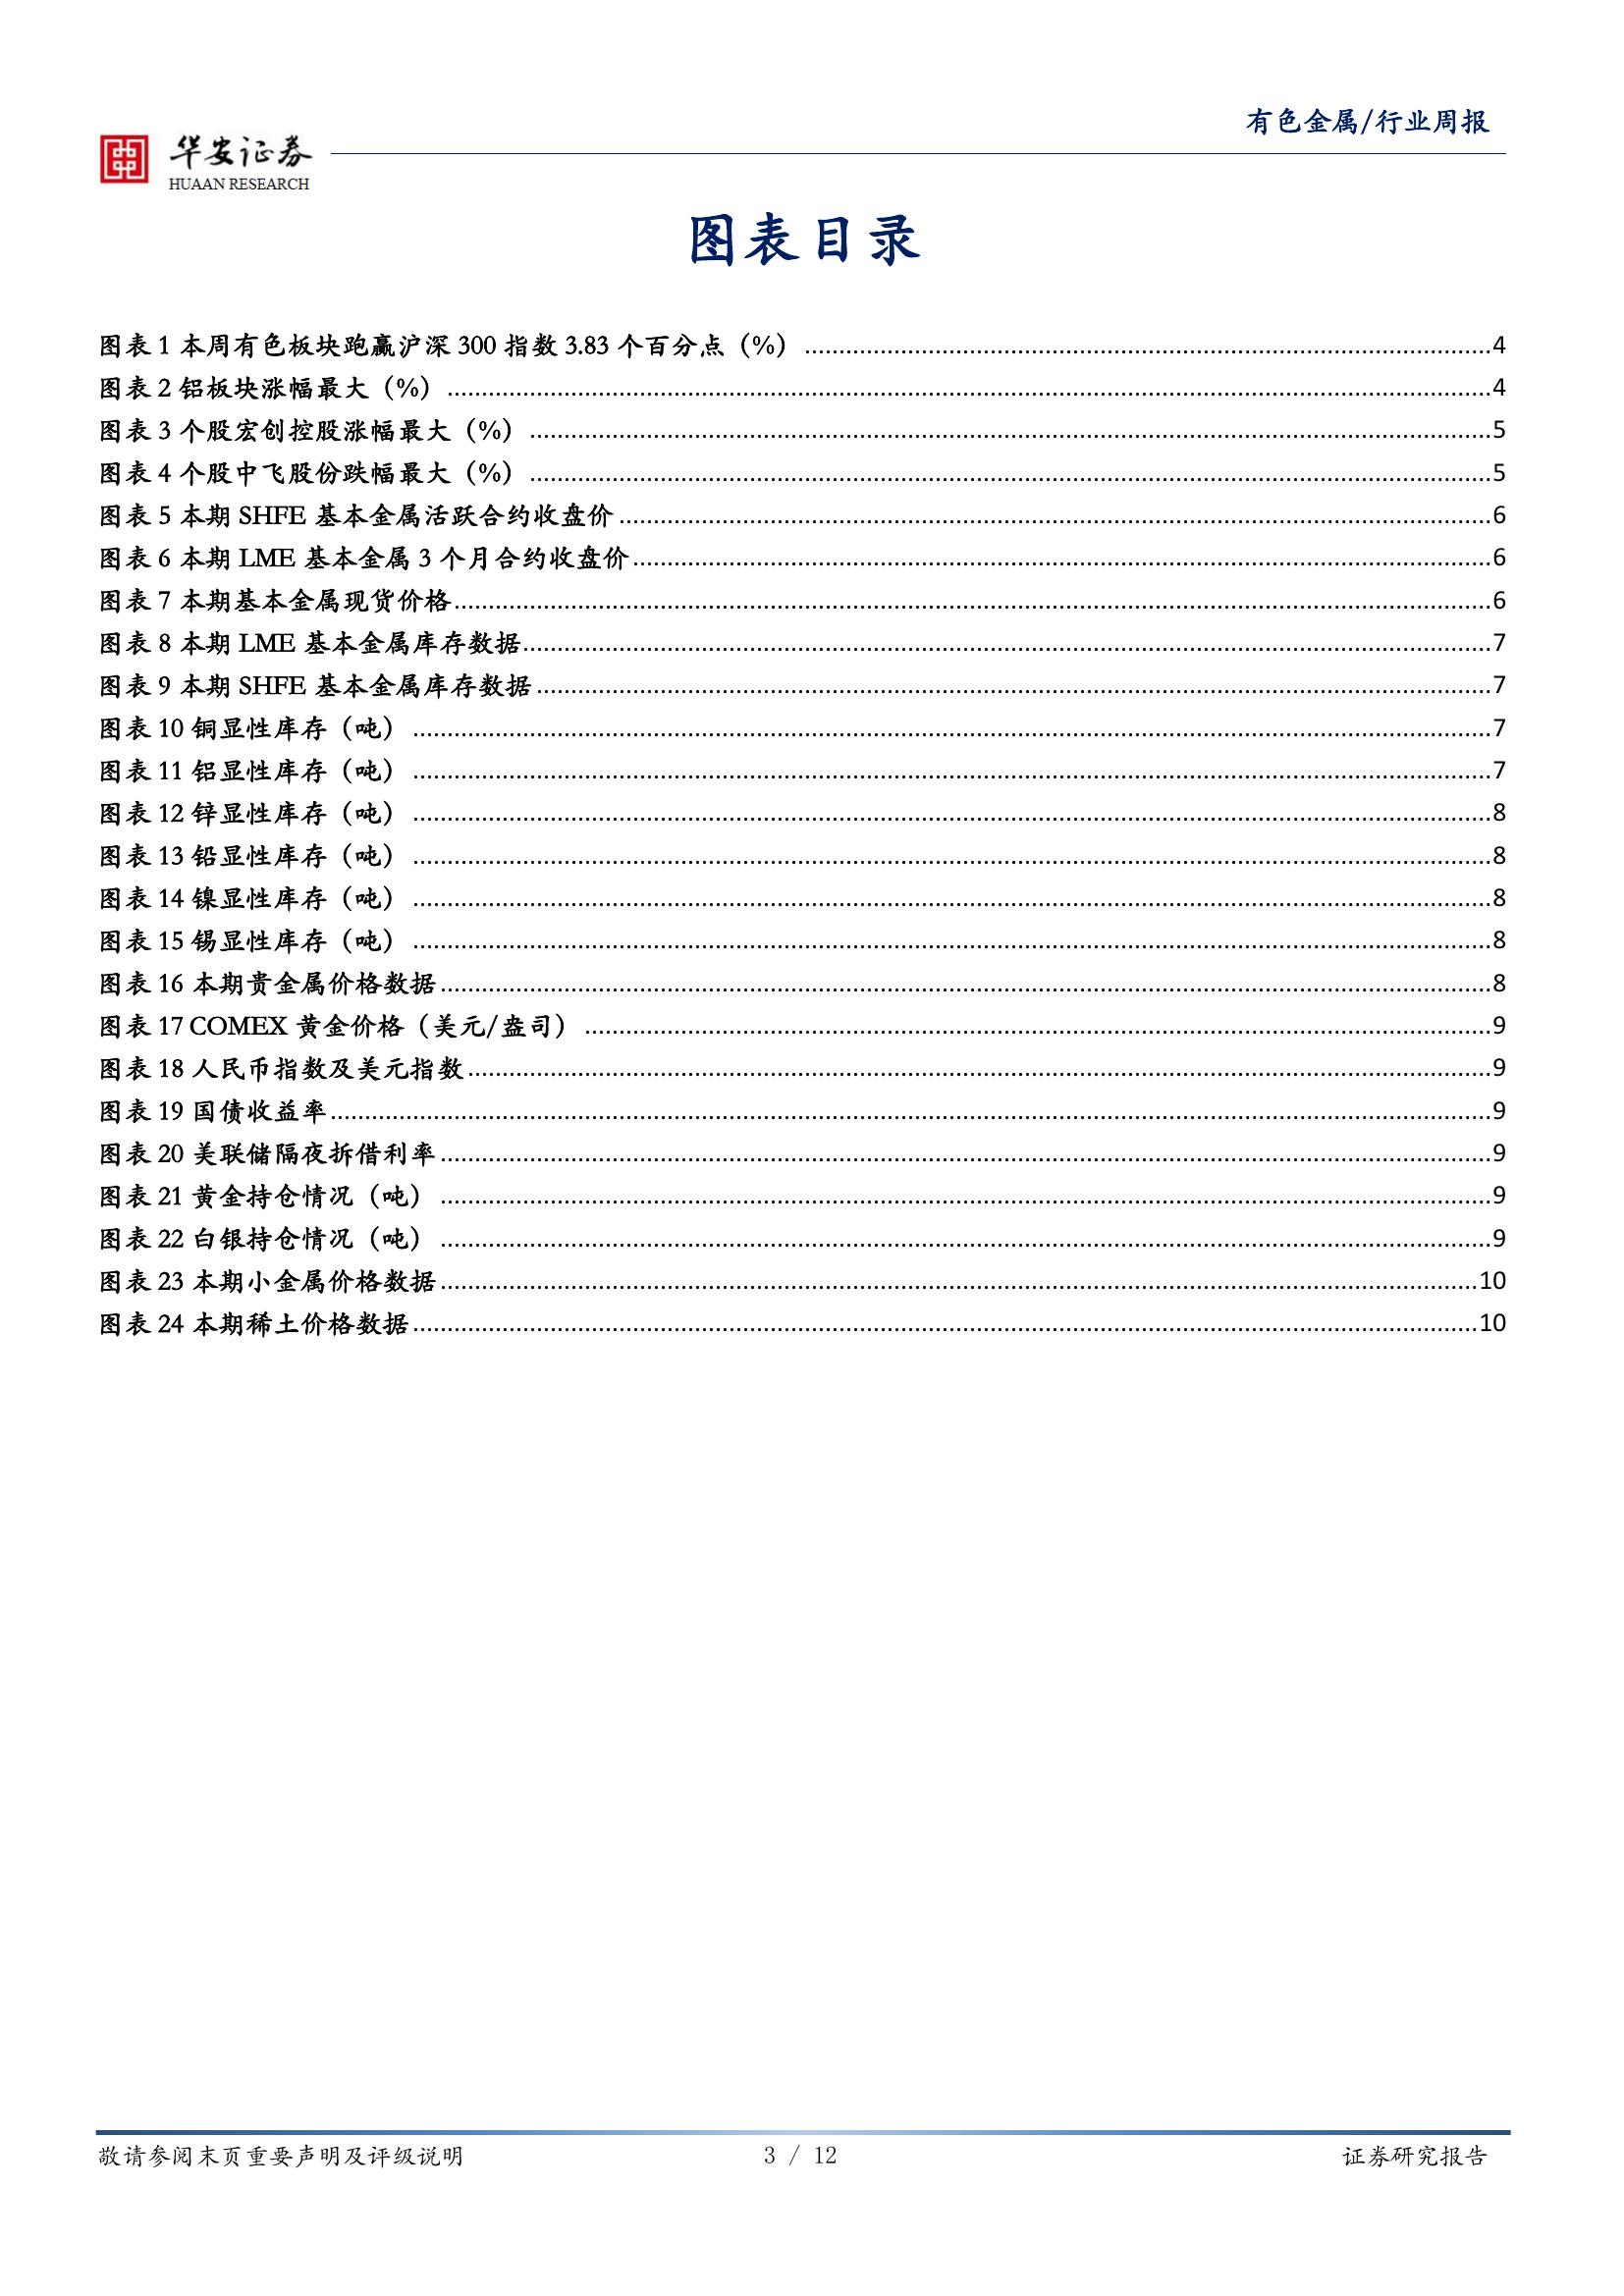 有色金属/行业周报
华安证券
HUAAN RESEARCH
图表目录
图表 1 本周有色板块跑赢沪深 300 指数 3.83 个百分点（%） ........ 4
图表 2 铝板块涨幅最大（%） ........ 4
图表 3 个股宏创控股涨幅最大（%） ........ 5
图表 4 个股中飞股份跌幅最大（%） ........ 5
图表 5 本期 SHFE 基本金属活跃合约收盘价 ........ 6
图表 6 本期 LME 基本金属 3 个月合约收盘价 ........ 6
图表 7 本期基本金属现货价格 ........ 6
图表 8 本期 LME 基本金属库存数据 ........ 7
图表 9 本期 SHFE 基本金属库存数据 ........ 7
图表 10 铜显性库存（吨） ........ 7
图表 11 铝显性库存（吨） ........ 7
图表 12 锌显性库存（吨） ........ 8
图表 13 铅显性库存（吨） ........ 8
图表 14 镍显性库存（吨） ........ 8
图表 15 锡显性库存（吨） ........ 8
图表 16 本期贵金属价格数据 ........ 8
图表 17 COMEX 黄金价格（美元/盎司） ........ 9
图表 18 人民币指数及美元指数 ........ 9
图表 19 国债收益率 ........ 9
图表 20 美联储隔夜拆借利率 ........ 9
图表 21 黄金持仓情况（吨） ........ 9
图表 22 白银持仓情况（吨） ........ 9
图表 23 本期小金属价格数据 ........ 10
图表 24 本期稀土价格数据 ........ 10
敬请参阅末页重要声明及评级说明
3 / 12
证券研究报告